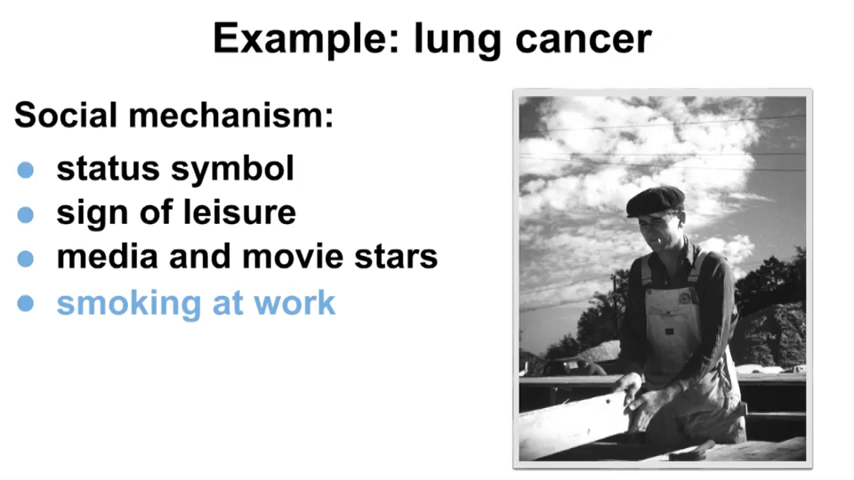 Example: lung cancer
Social mechanism:
status symbol
sign of leisure
media and movie stars
smoking at work